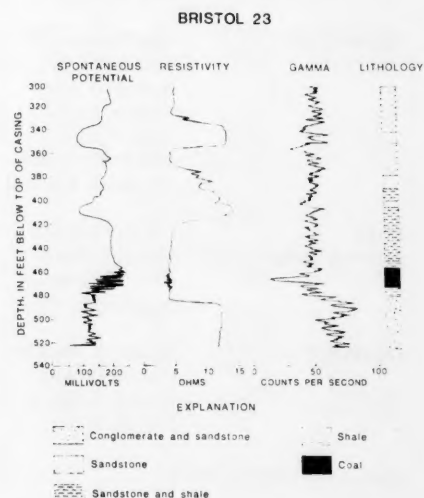 BRISTOL 23
SPONTANEOUS POTENTIAL
RESISTIVITY
GAMMA
LITHOLOGY
DEPTH, IN FEET BELOW TOP OF CASING
300
320
340
360
380
400
420
460
480
500
520
540
0 100 200
MILLIVOLTS
0 5 10 15
OHMS
0 50 100
COUNTS PER SECOND
EXPLANATION
Conglomerate and sandstone
Sandstone
Sandstone and shale
Shale
Coal